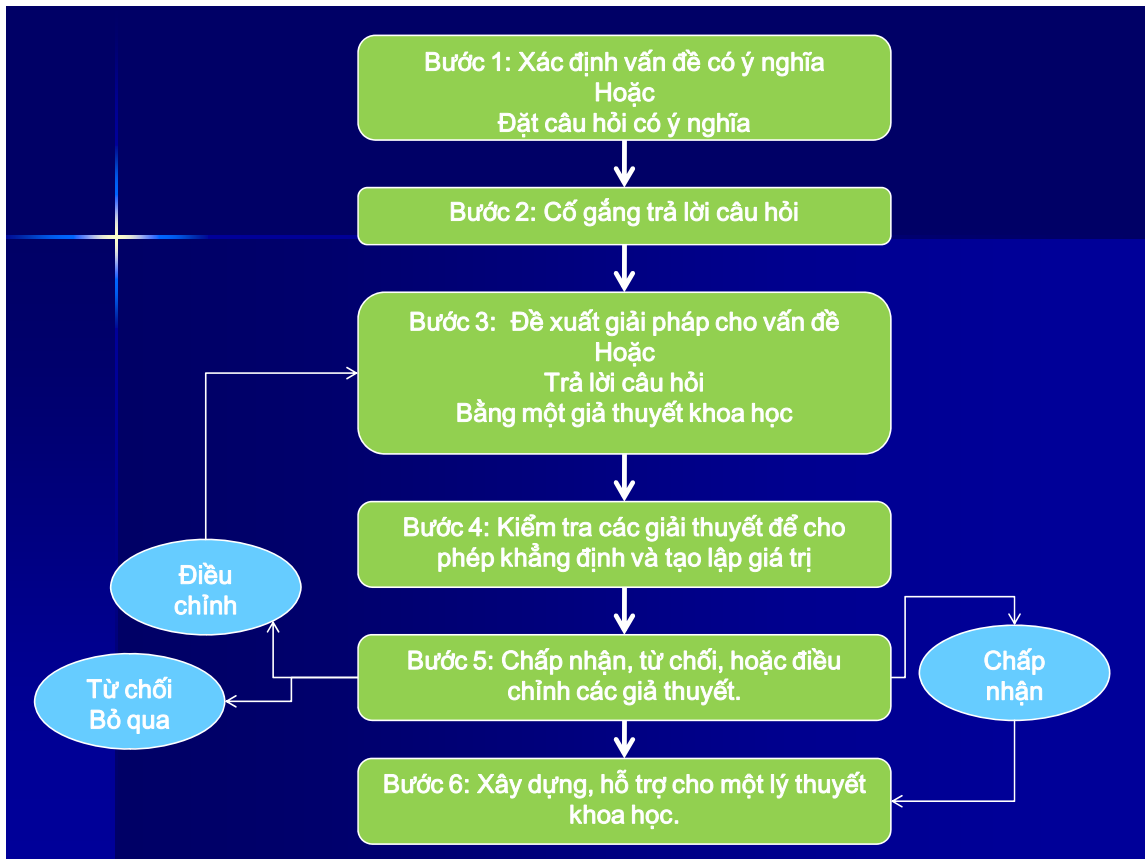 Bước 1: Xác định vấn đề có ý nghĩa
Hoặc
Đặt câu hỏi có ý nghĩa
Bước 2: Cố gắng trả lời câu hỏi
Bước 3:  Đề xuất giải pháp cho vấn đề
Hoặc
Trả lời câu hỏi
Bằng một giả thuyết khoa học
Bước 4: Kiểm tra các giải thuyết để cho
phép khẳng định và tạo lập giá trị
Điều
chỉnh
Bước 5: Chấp nhận, từ chối, hoặc điều
chỉnh các giả thuyết.
Chấp
nhận
Từ chối
Bỏ qua
Bước 6: Xây dựng, hỗ trợ cho một lý thuyết
khoa học.